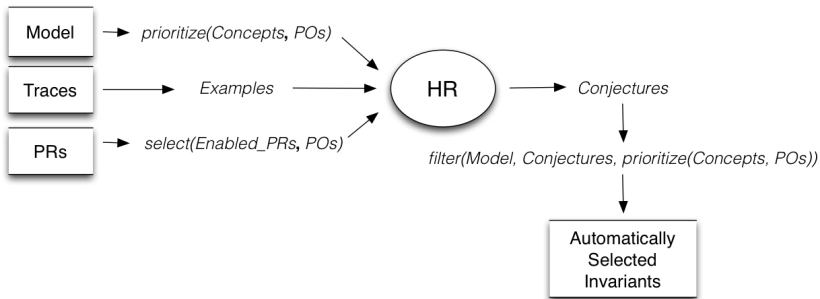 Model
prioritize(Concepts, POs)
Traces
Examples
HR
Conjectures
PRs
select(Enabled_PRs, POs)
filter(Model, Conjectures, prioritize(Concepts, POs))
Automatically
Selected
Invariants